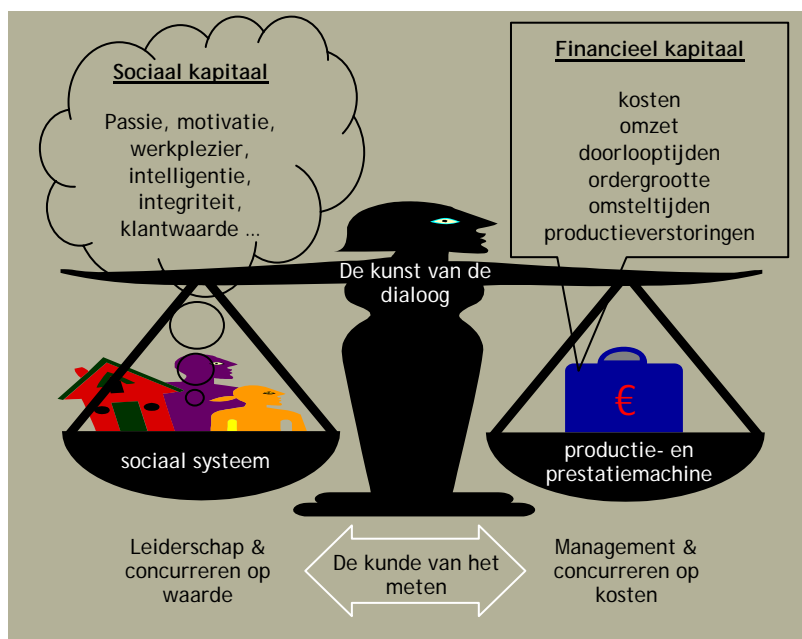 Sociaal kapitaal
Passie, motivatie,
werkplezier,
intelligentie,
integriteit,
klantwaarde ...
Financieel kapitaal
kosten
omzet
doorlooptijden
ordergrootte
omsteltijden
productieverstoringen
De kunst van de
dialoog
€
sociaal systeem
productie- en
prestatiemachine
Leiderschap &
concurreren op
waarde
De kunde van het
meten
Management &
concurreren op
kosten